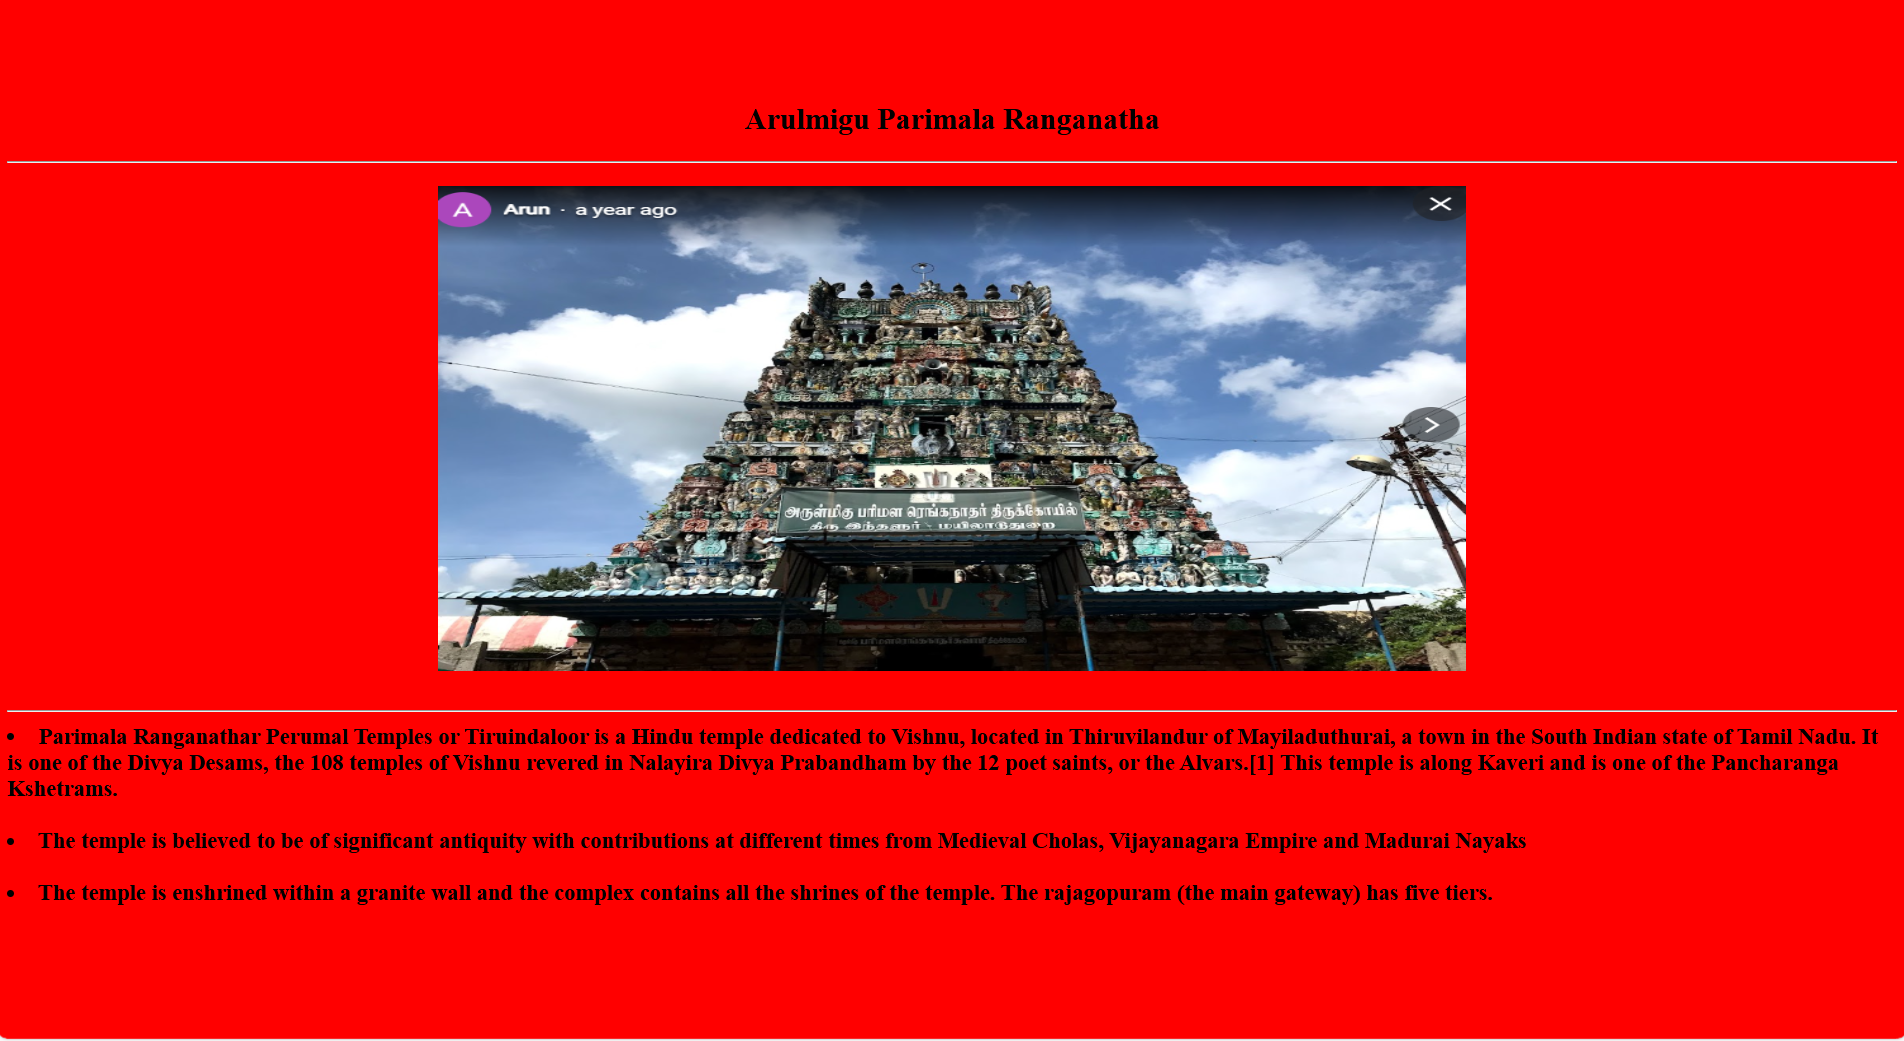 Arulmigu Parimala Ranganatha
A Arun · a year ago
அருள்மிகு பரிமள ரெங்கநாதர் திருக்கோயில்
திரு இந்தளூர் - மயிலாடுதுறை
• Parimala Ranganathar Perumal Temples or Tiruindaloor is a Hindu temple dedicated to Vishnu, located in Thiruvilandur of Mayiladuthurai, a town in the South Indian state of Tamil Nadu. It
is one of the Divya Desams, the 108 temples of Vishnu revered in Nalayira Divya Prabandham by the 12 poet saints, or the Alvars.[1] This temple is along Kaveri and is one of the Pancharanga
Kshetrams.
• The temple is believed to be of significant antiquity with contributions at different times from Medieval Cholas, Vijayanagara Empire and Madurai Nayaks
• The temple is enshrined within a granite wall and the complex contains all the shrines of the temple. The rajagopuram (the main gateway) has five tiers.